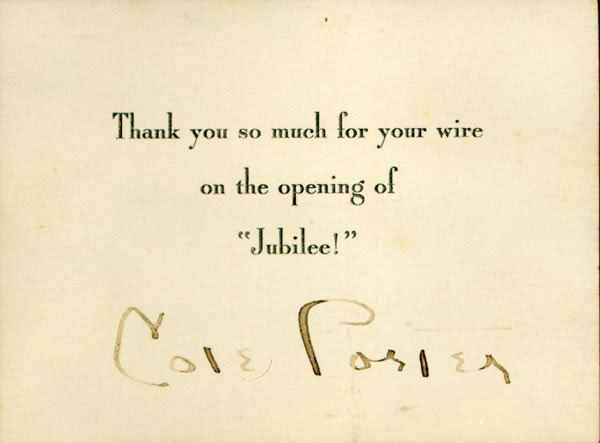 Thank you so much for your wire
on the opening of
“Jubilee!”
Cole Porter